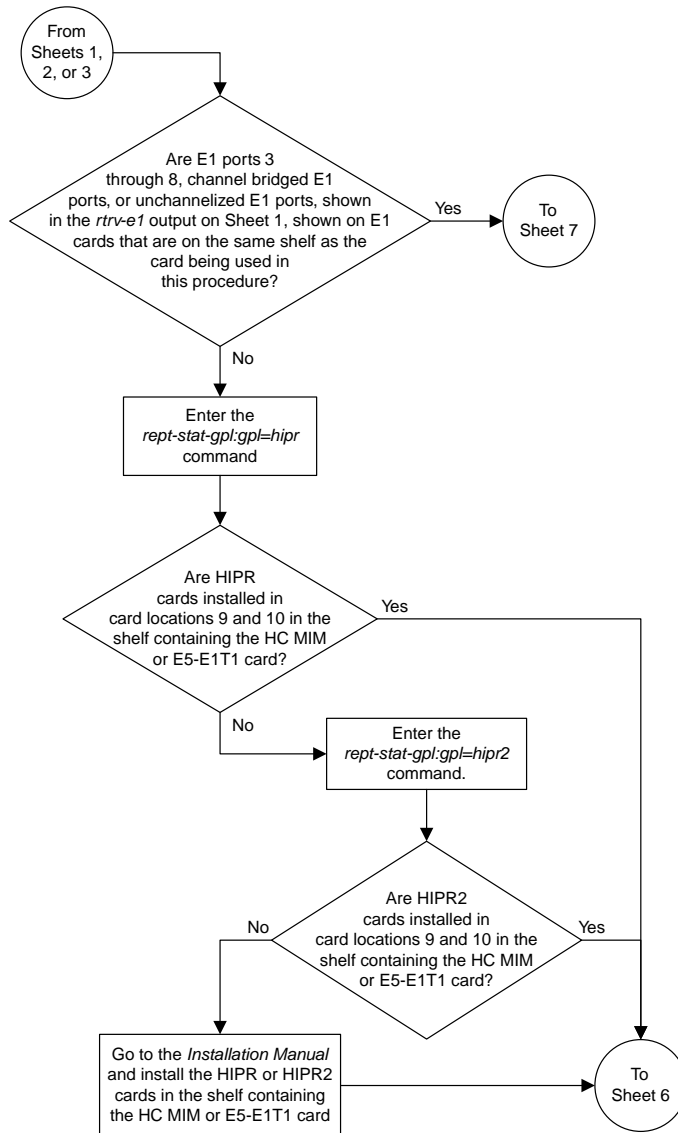 From
Sheets 1,
2, or 3
Are E1 ports 3
through 8, channel bridged E1
ports, or unchannelized E1 ports, shown
in the rtrv-e1 output on Sheet 1, shown on E1
cards that are on the same shelf as the
card being used in
this procedure?
Yes
To
Sheet 7
No
Enter the
rept-stat-gpl:gpl=hipr
command
Are HIPR
cards installed in
card locations 9 and 10 in the
shelf containing the HC MIM
or E5-E1T1 card?
Yes
No
Enter the
rept-stat-gpl:gpl=hipr2
command.
Are HIPR2
cards installed in
card locations 9 and 10 in the
shelf containing the HC MIM
or E5-E1T1 card?
No
Yes
Go to the Installation Manual
and install the HIPR or HIPR2
cards in the shelf containing
the HC MIM or E5-E1T1 card
To
Sheet 6